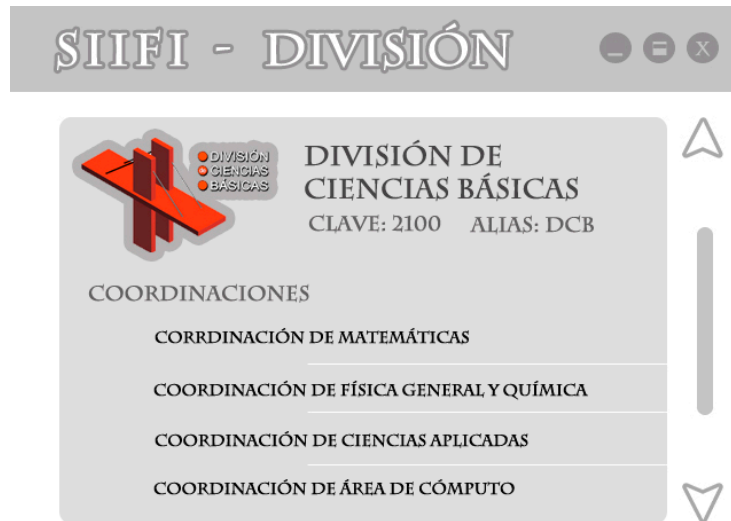 SIIFI - DIVISIÓN
X
DIVISIÓN
CIENCIAS
BÁSICAS
DIVISIÓN DE
CIENCIAS BÁSICAS
CLAVE: 2100 ALIAS: DCB
COORDINACIONES
CORRDINACIÓN DE MATEMÁTICAS
COORDINACIÓN DE FÍSICA GENERAL Y QUÍMICA
COORDINACIÓN DE CIENCIAS APLICADAS
COORDINACIÓN DE ÁREA DE CÓMPUTO